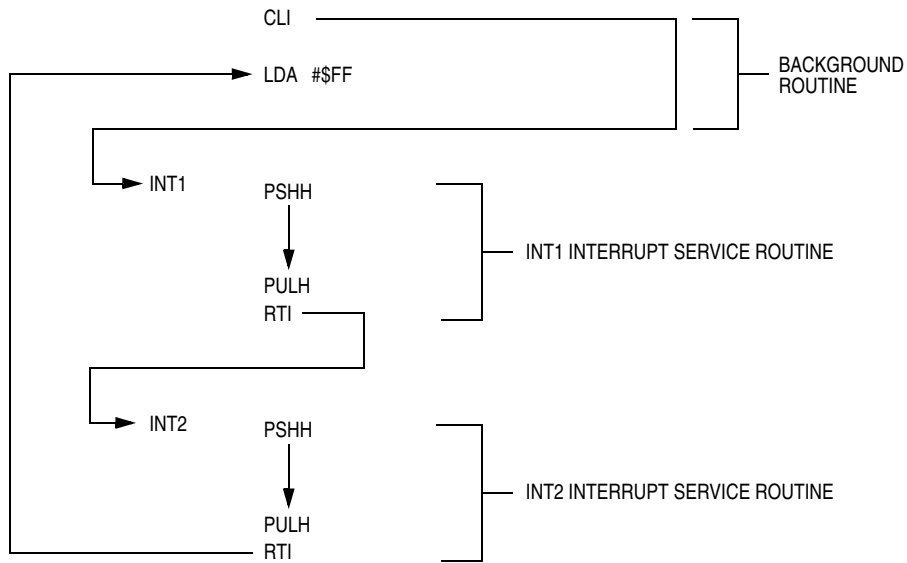 CLI
LDA #$FF
BACKGROUND
ROUTINE
INT1
PSHH
INT1 INTERRUPT SERVICE ROUTINE
PULH
RTI
INT2
PSHH
INT2 INTERRUPT SERVICE ROUTINE
PULH
RTI